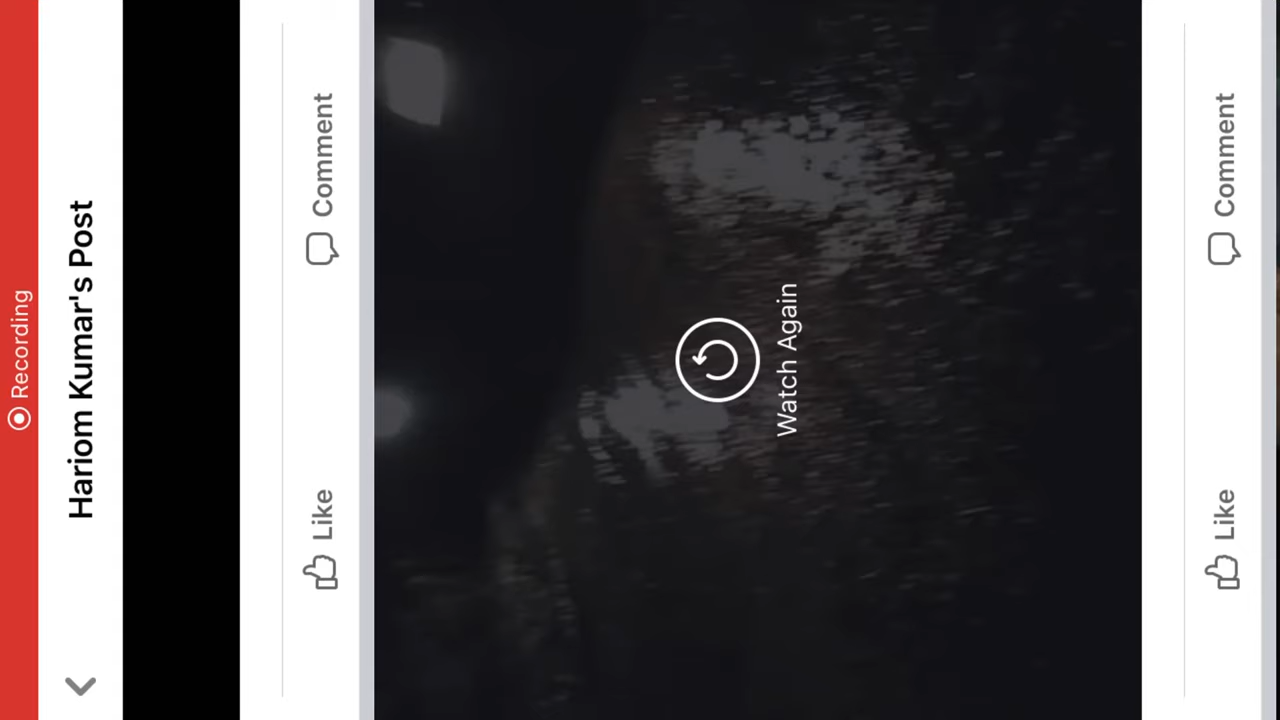 Recording
Hariom Kumar's Post
Like
Comment
Watch Again
Like
Comment